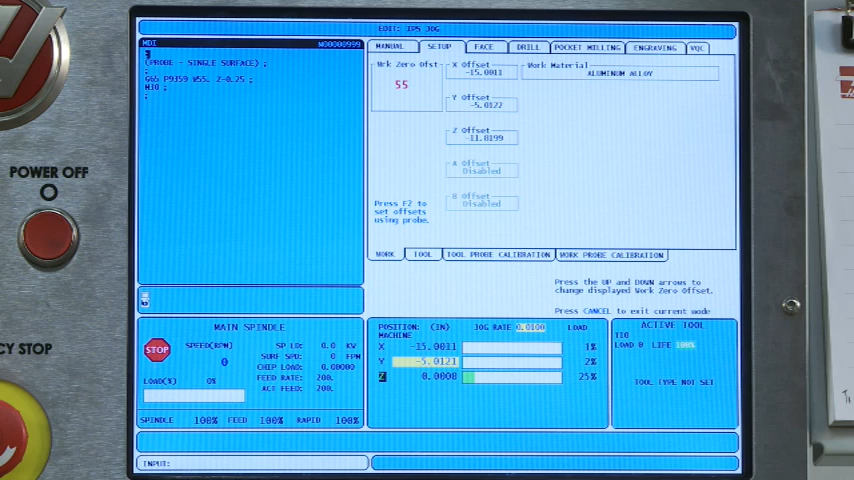 EDIT: IPS JOG
MDI N00000999
(PROBE - SINGLE SURFACE) ;
;
G65 P9359 W55. Z-0.25 ;
M30 ;
;
MANUAL SETUP FACE DRILL POCKET MILLING ENGRAVING VQC
Wrk Zero Ofst
55
X Offset
-15.0011
Y Offset
-5.0122
Z Offset
-11.8199
A Offset
Disabled
B Offset
Disabled
Work Material
ALUMINUM ALLOY
Press F2 to
set offsets
using probe.
WORK TOOL TOOL PROBE CALIBRATION WORK PROBE CALIBRATION
Press the UP and DOWN arrows to
change displayed Work Zero Offset.
Press CANCEL to exit current mode
POWER OFF
CY STOP
MAIN SPINDLE
STOP
SPEED(RPM)
0
LOAD(%) 0%
SP LD: 0.0 KV
SURF SPD: 0 FPM
CHIP LOAD: 0.00000
FEED RATE: 200.
ACT FEED: 200.
SPINDLE 100% FEED 100% RAPID 100%
POSITION: (IN) JOG RATE 0.0100 LOAD
MACHINE
X -15.0011 1%
Y -5.0121 2%
Z 0.0008 25%
ACTIVE TOOL
T10
LOAD 0 LIFE 100%
TOOL TYPE NOT SET
INPUT: